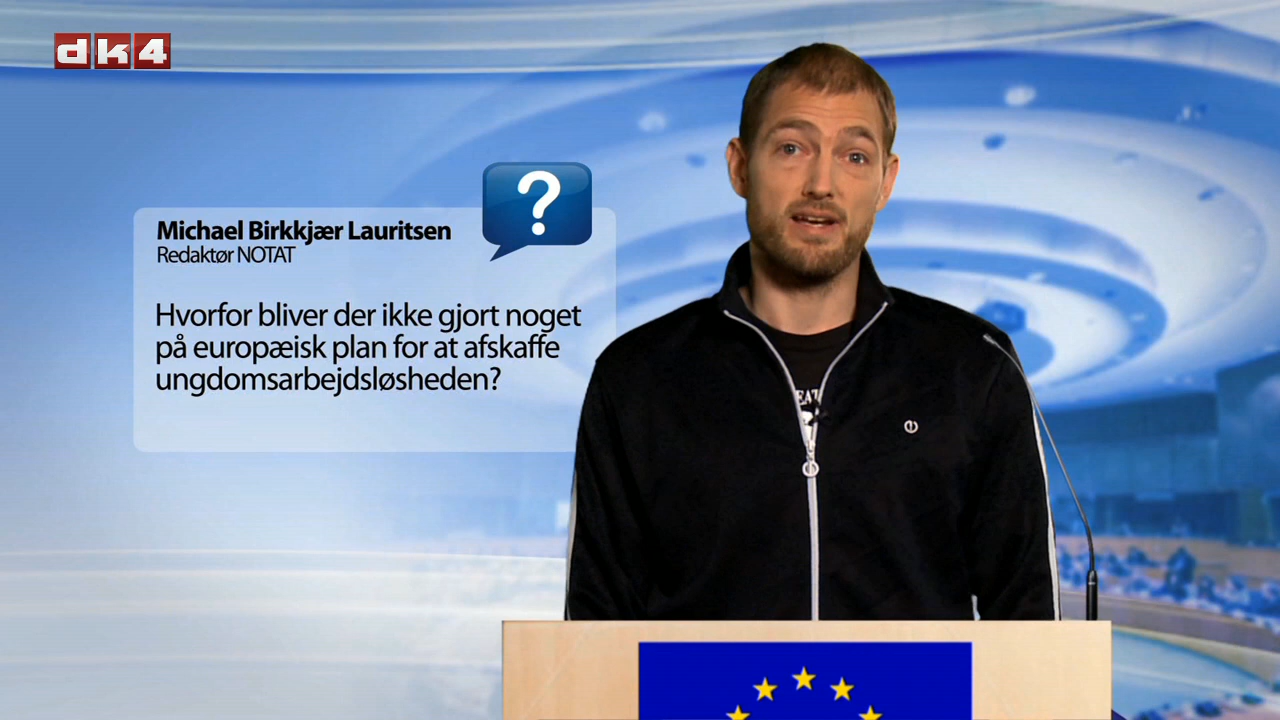 dk4
?
Michael Birkkjær Lauritsen
Redaktør NOTAT
Hvorfor bliver der ikke gjort noget
på europæisk plan for at afskaffe
ungdomsarbejdsløsheden?